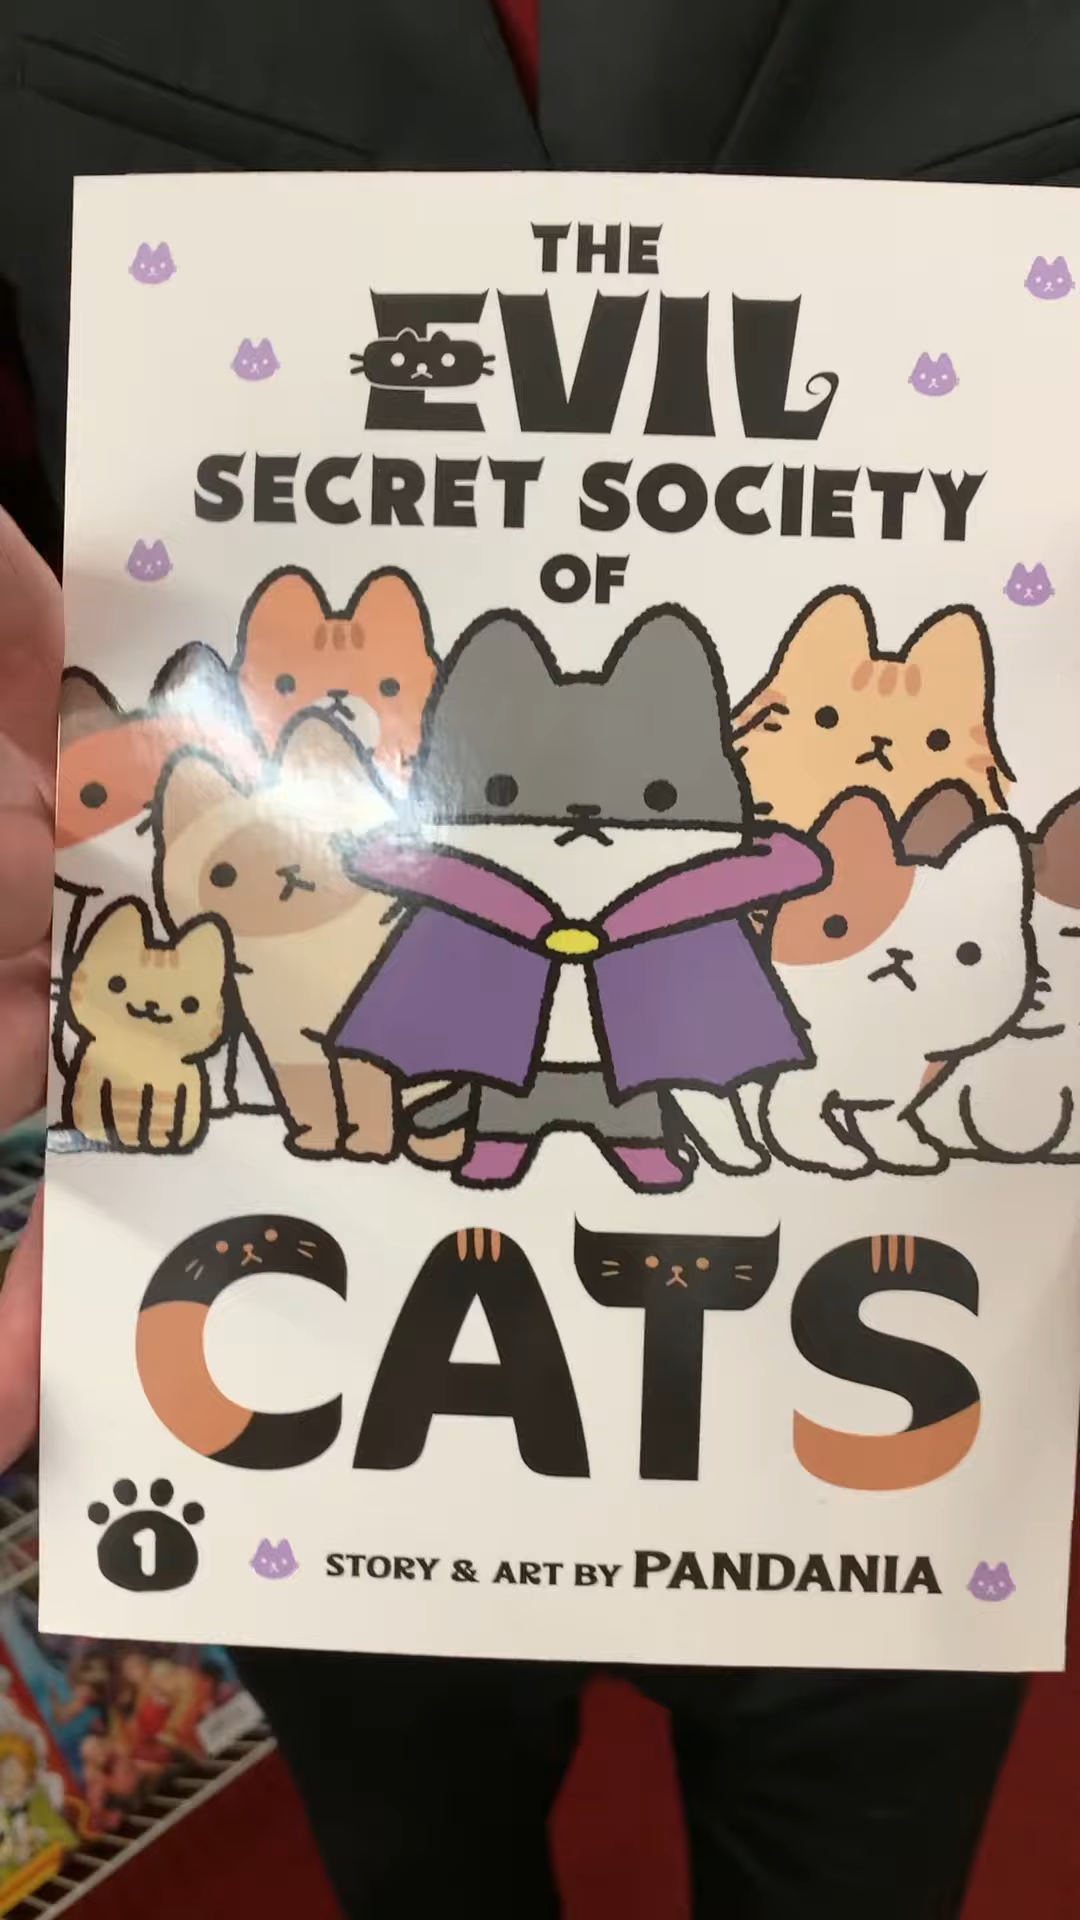 THE
EVIL
SECRET SOCIETY
OF
CATS
1
STORY & ART BY PANDANIA